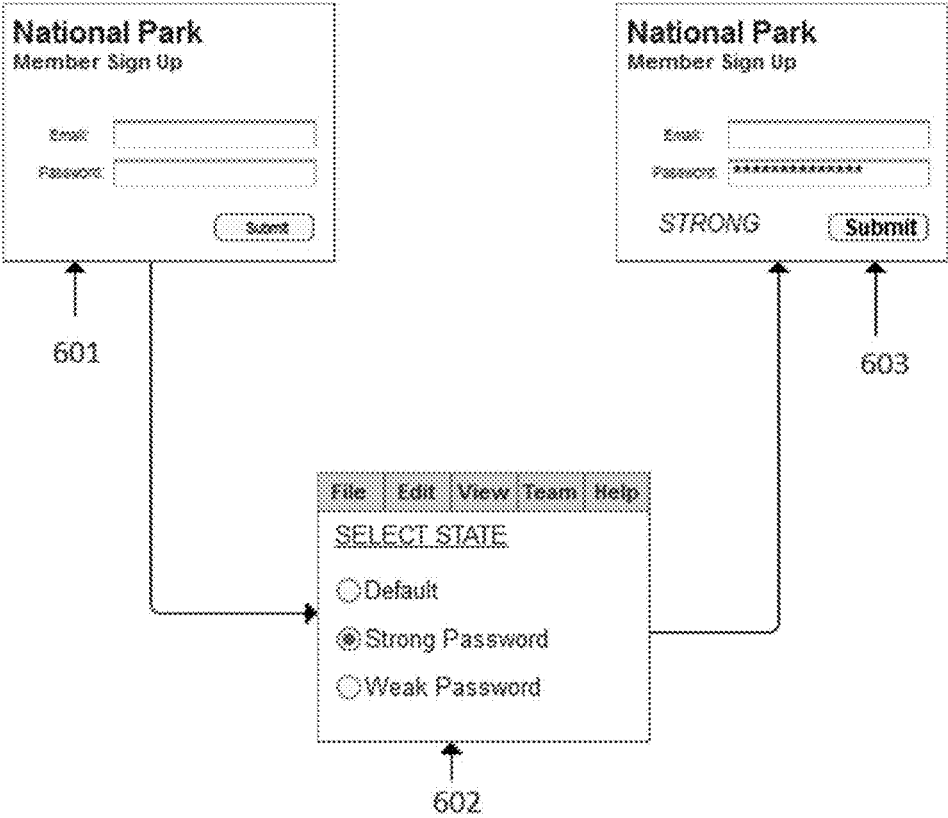 National Park
Member Sign Up
Email:
Password:
Submit
601
National Park
Member Sign Up
Email:
Password: **************
STRONG Submit
603
File Edit View Team Help
SELECT STATE
Default
Strong Password
Weak Password
602